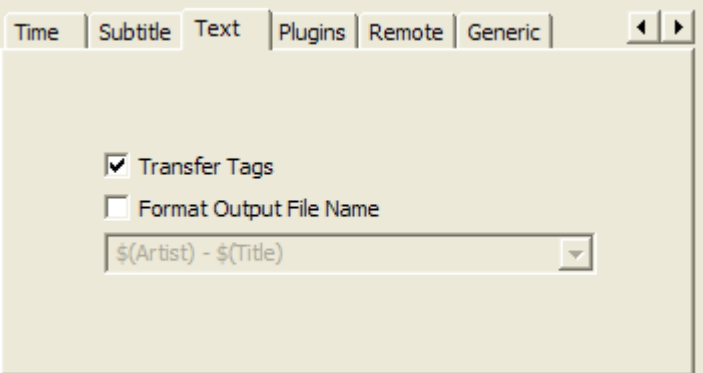 Time Subtitle Text Plugins Remote Generic
Transfer Tags
Format Output File Name
$(Artist) - $(Title)